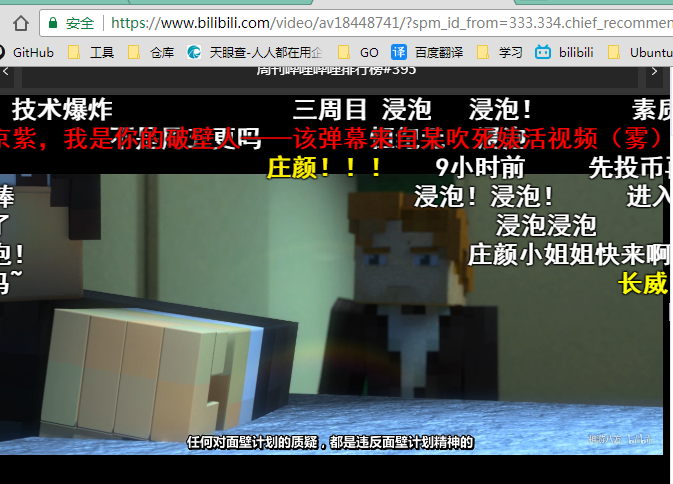 安全 https://www.bilibili.com/video/av18448741/?spm_id_from=333.334.chief_recommen
GitHub 工具 仓库 天眼查-人人都在用企 GO 译 百度翻译 学习 bilibili Ubuntu
周刊哔哩哔哩排行榜#395
技术爆炸 三周目 浸泡 浸泡！ 素质
京紫，我是你的破壁人——该弹幕来自某吹
活视频（雾）
庄颜！！！ 9小时前 先投币再
棒 浸泡！浸泡！ 进入
了 浸泡浸泡
泡！ 庄颜小姐姐快来啊
吗~ 长威
任何对面壁计划的质疑，都是违反面壁计划精神的